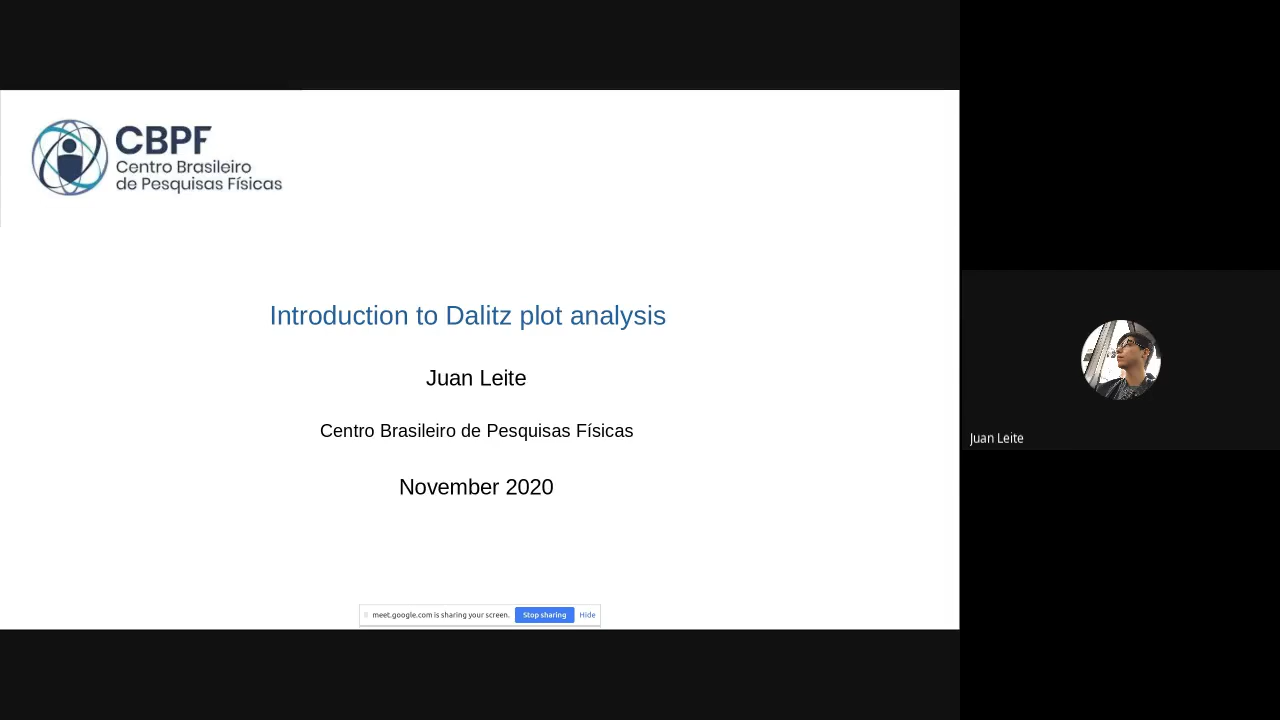 CBPF
Centro Brasileiro
de Pesquisas Físicas
Introduction to Dalitz plot analysis
Juan Leite
Centro Brasileiro de Pesquisas Físicas
November 2020
meet.google.com is sharing your screen. Stop sharing Hide
Juan Leite